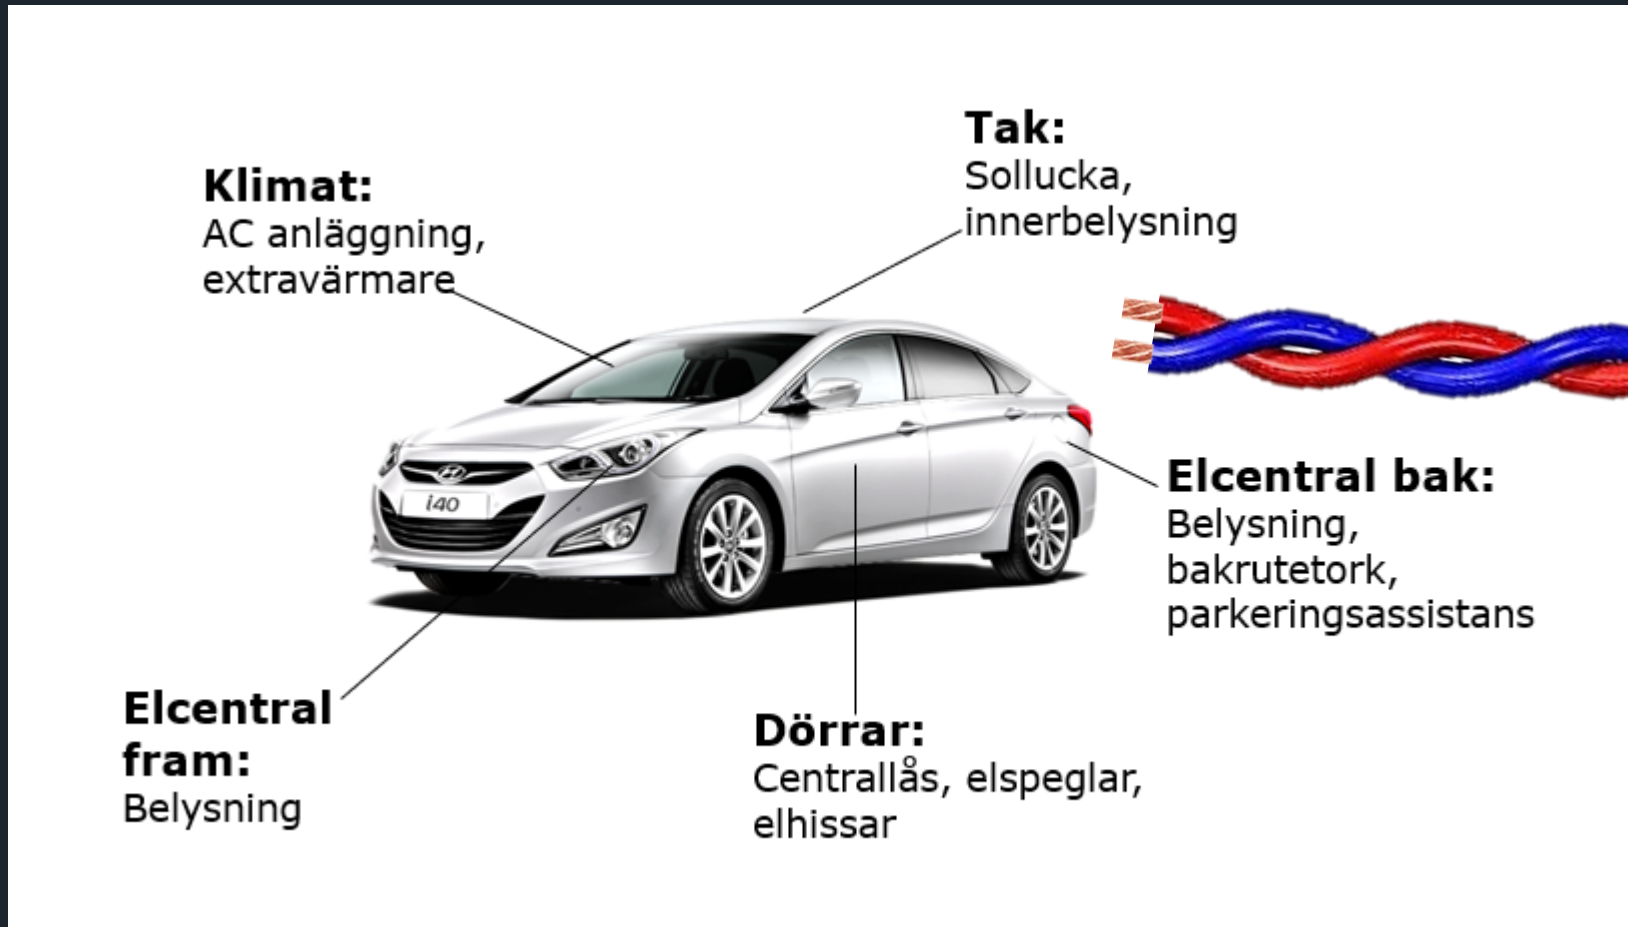 Tak:
Sollucka,
innerbelysning
Klimat:
AC anläggning,
extravärmare
i40
Elcentral bak:
Belysning,
bakrutetork,
parkeringsassistans
Elcentral
fram:
Belysning
Dörrar:
Centrallås, elspeglar,
elhissar